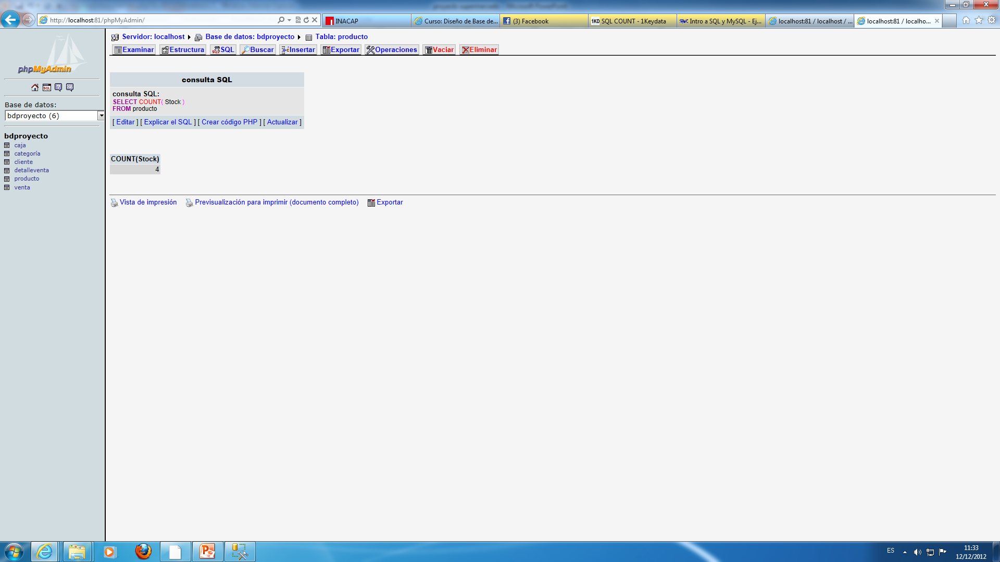 http://localhost:81/phpMyAdmin/
INACAP
Curso: Diseño de Base de...
(3) Facebook
1KD SQL COUNT - 1Keydata
Intro a SQL y MySQL - Ej...
localhost:81 / localhost / ...
localhost:81 / localho...
phpMyAdmin
Base de datos:
bdproyecto (6)
bdproyecto
caja
categoría
cliente
detalleventa
producto
venta
Servidor: localhost
Base de datos: bdproyecto
Tabla: producto
Examinar
Estructura
SQL
Buscar
Insertar
Exportar
Operaciones
Vaciar
Eliminar
consulta SQL
consulta SQL:
SELECT COUNT( Stock )
FROM producto
[ Editar ] [ Explicar el SQL ] [ Crear código PHP ] [ Actualizar ]
COUNT(Stock)
4
Vista de impresión
Previsualización para imprimir (documento completo)
Exportar
ES
11:33
12/12/2012